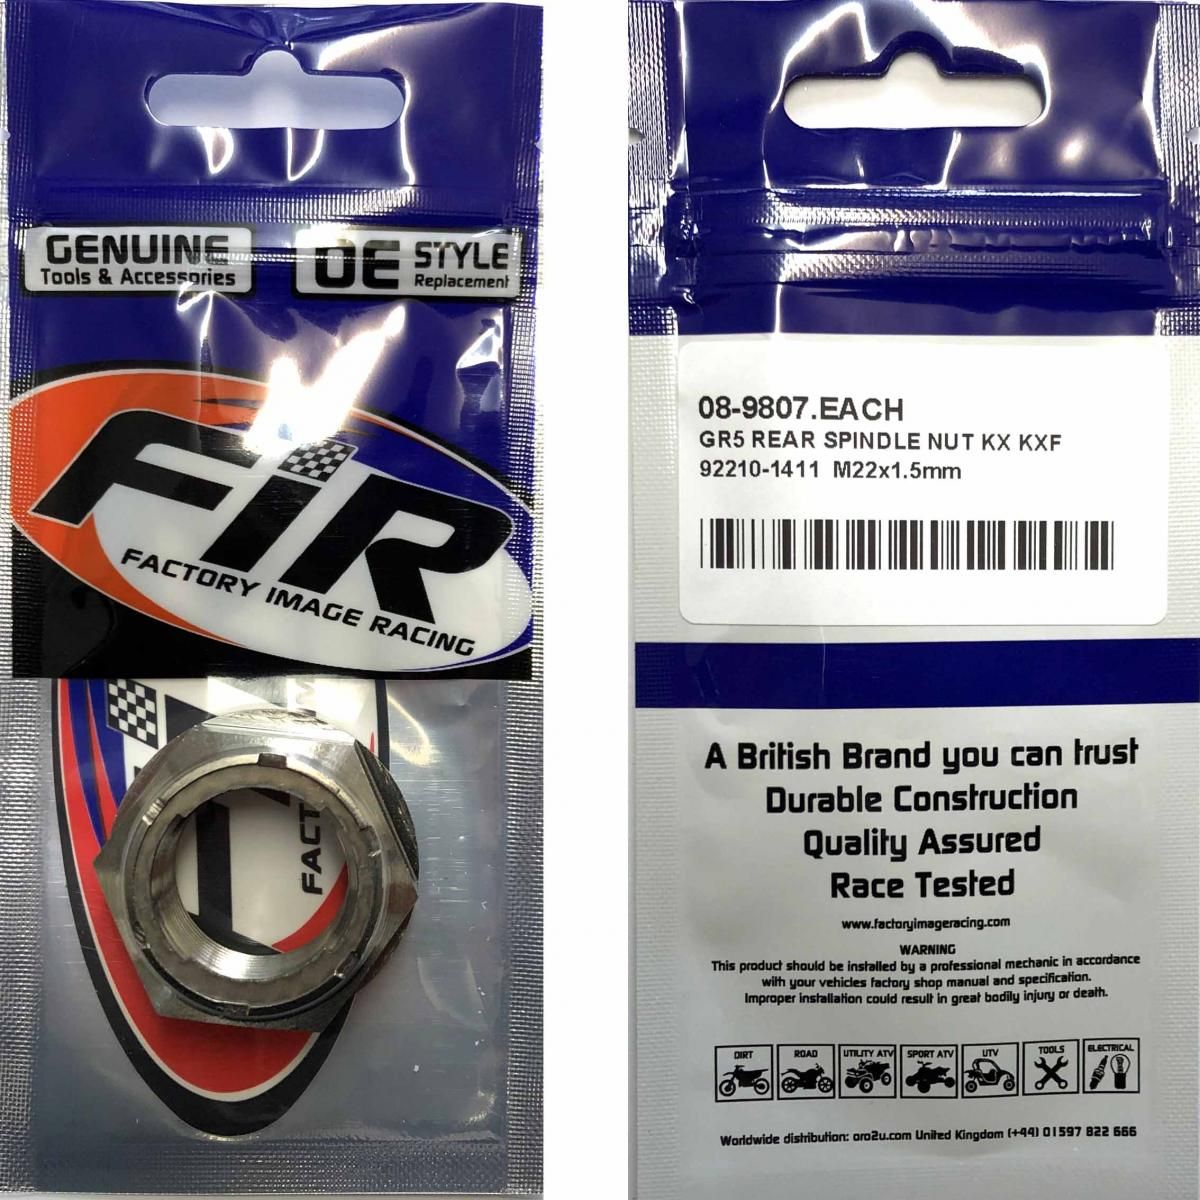 GENUINE
Tools & Accessories
OE STYLE
Replacement
FIR
FACTORY IMAGE RACING
FACT
08-9807.EACH
GR5 REAR SPINDLE NUT KX KXF
92210-1411 M22x1.5mm
A British Brand you can trust
Durable Construction
Quality Assured
Race Tested
www.factoryimageracing.com
WARNING
This product should be installed by a professional mechanic in accordance
with your vehicles factory shop manual and specification.
Improper installation could result in great bodily injury or death.
DIRT ROAD UTILITY ATV SPORT ATV UTV TOOLS ELECTRICAL
Worldwide distribution: oro2u.com United Kingdom (+44) 01597 822 666